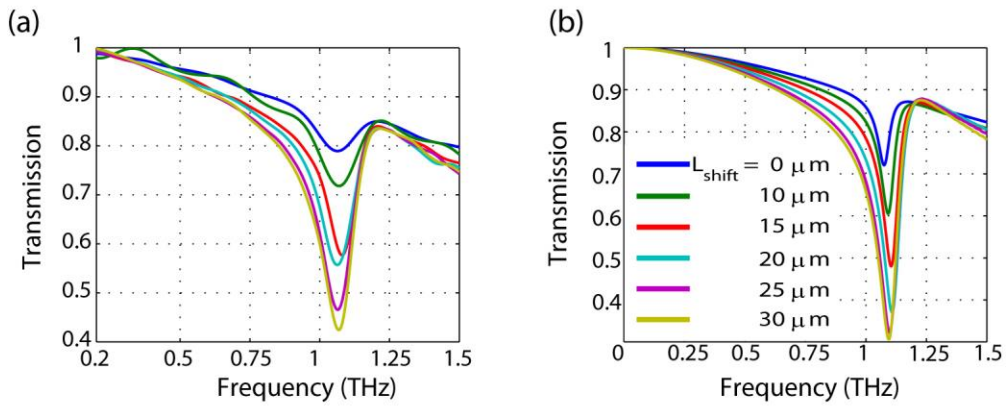 (a)
1
0.9
0.8
0.7
0.6
0.5
0.4
Transmission
0.2 0.5 0.75 1 1.25 1.5
Frequency (THz)
(b)
1
0.9
0.8
0.7
0.6
0.5
0.4
Transmission
L shift = 0 μm
10 μm
15 μm
20 μm
25 μm
30 μm
0 0.25 0.5 0.75 1 1.25 1.5
Frequency (THz)